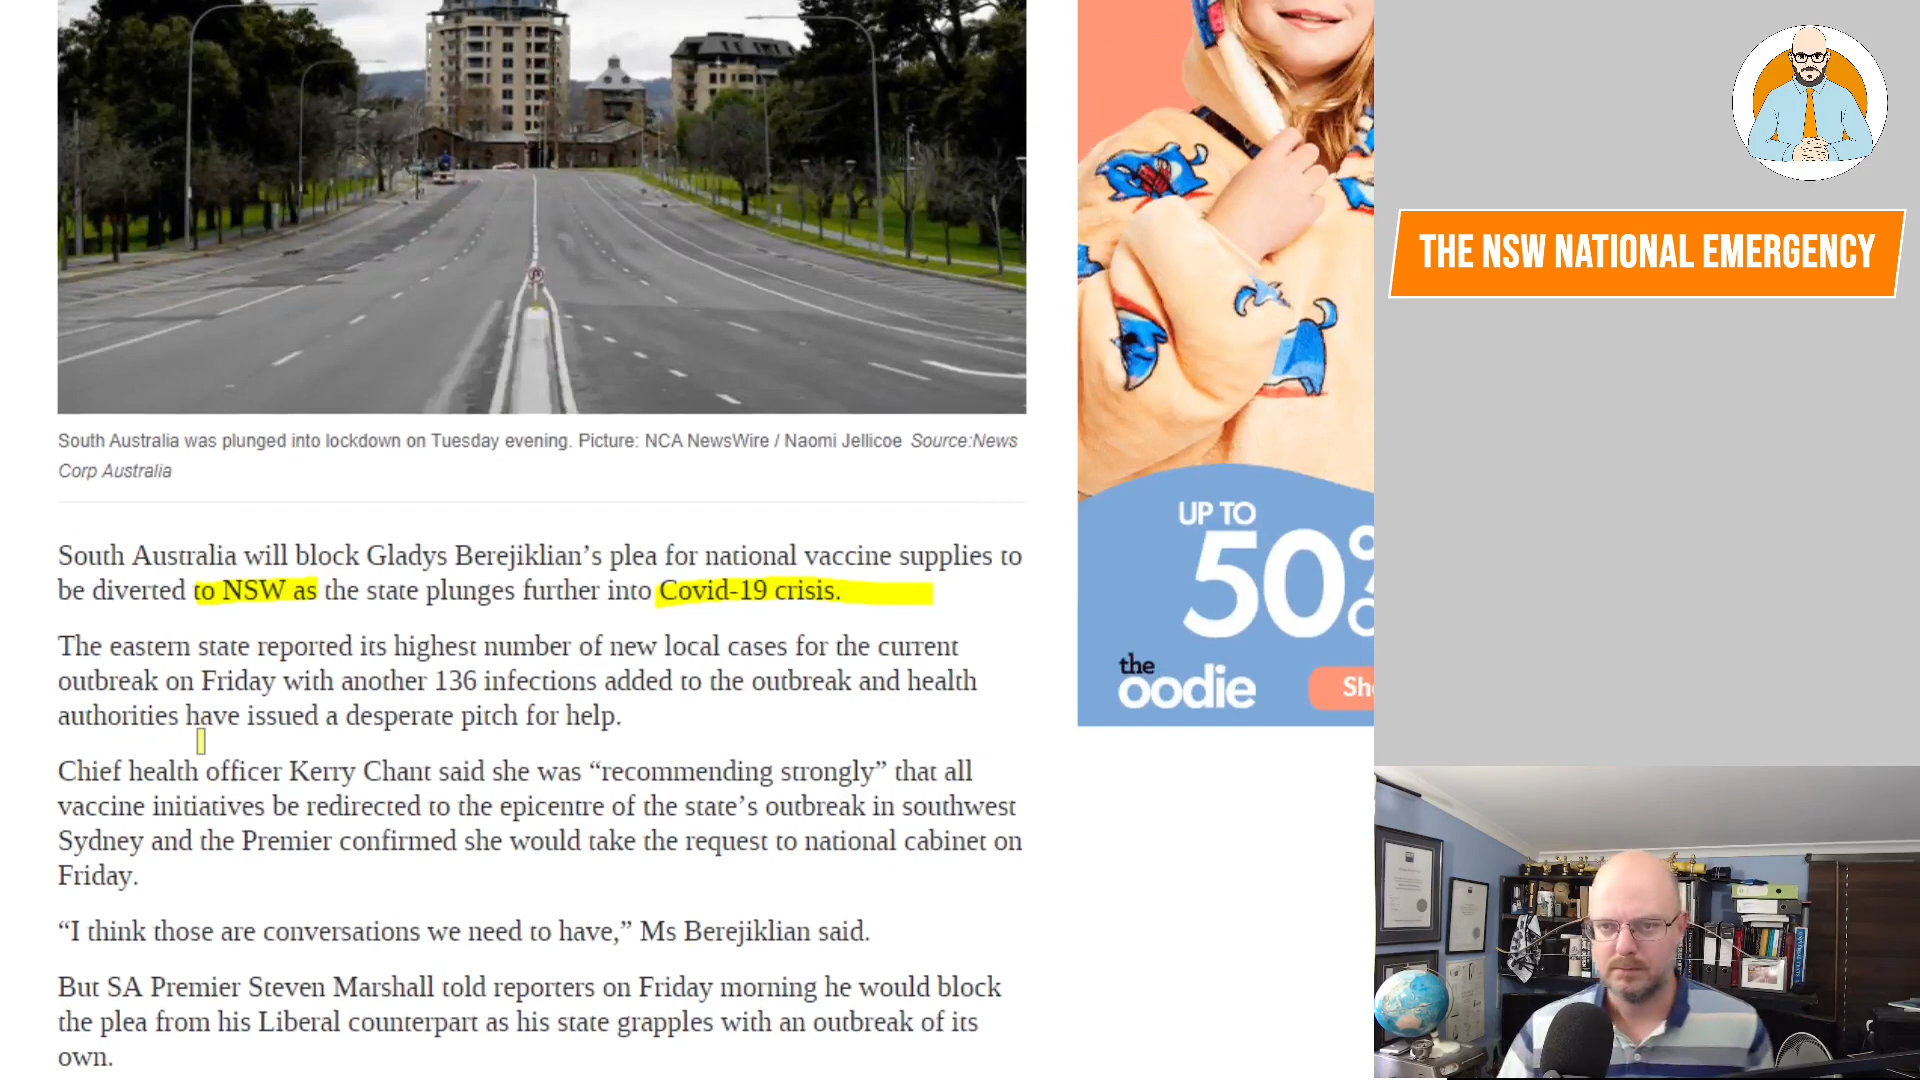 THE NSW NATIONAL EMERGENCY
South Australia was plunged into lockdown on Tuesday evening. Picture: NCA NewsWire / Naomi Jellicoe Source:News
Corp Australia
South Australia will block Gladys Berejiklian’s plea for national vaccine supplies to
be diverted to NSW as the state plunges further into Covid-19 crisis.
The eastern state reported its highest number of new local cases for the current
outbreak on Friday with another 136 infections added to the outbreak and health
authorities have issued a desperate pitch for help.
Chief health officer Kerry Chant said she was “recommending strongly” that all
vaccine initiatives be redirected to the epicentre of the state’s outbreak in southwest
Sydney and the Premier confirmed she would take the request to national cabinet on
Friday.
“I think those are conversations we need to have,” Ms Berejiklian said.
But SA Premier Steven Marshall told reporters on Friday morning he would block
the plea from his Liberal counterpart as his state grapples with an outbreak of its
own.
UP TO
50%
the
oodie